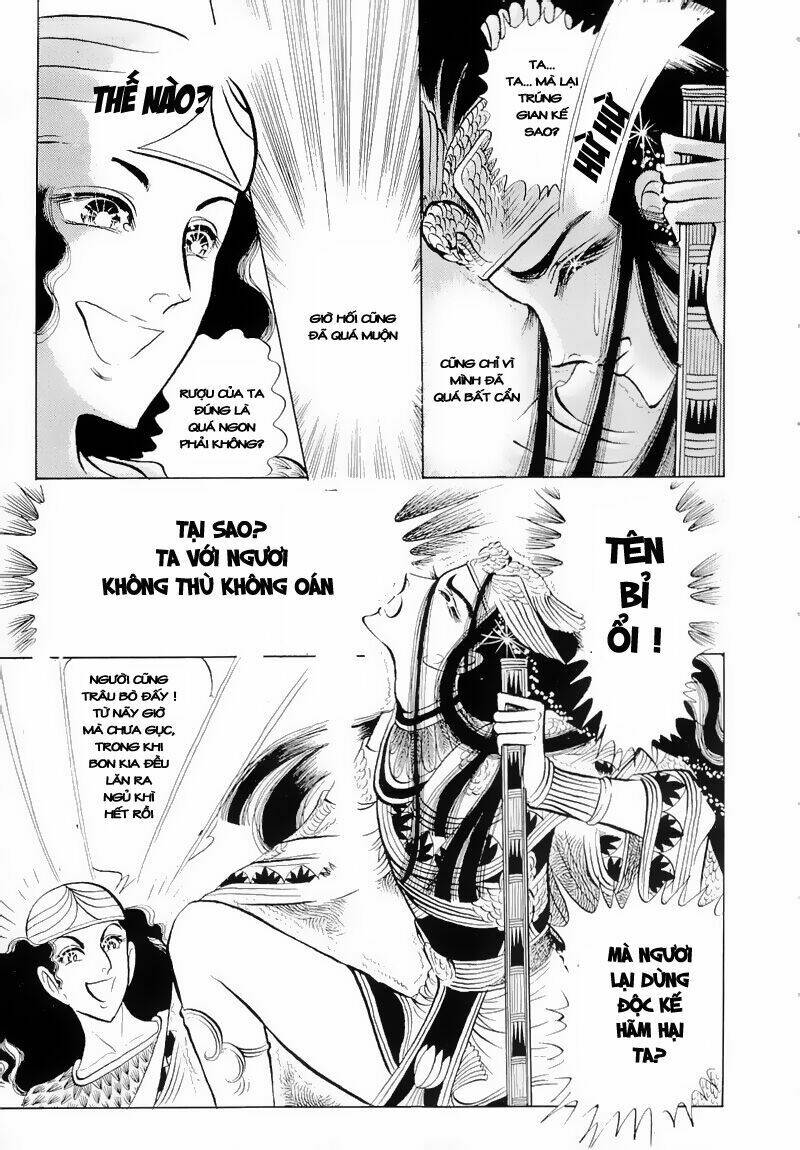 TA...
TA... MÀ LẠI
TRÚNG
GIAN KẾ
SAO?
HỪ HỪ
CŨNG CHỈ VÌ
MÌNH ĐÃ
QUÁ BẤT CẨN
GIỜ HỐI CŨNG
ĐÃ QUÁ MUỘN
THẾ NÀO?
RƯỢU CỦA TA
ĐÚNG LÀ
QUÁ NGON
PHẢI KHÔNG?
TÊN
BỈ
ỔI !
TẠI SAO?
TA VỚI NGƯƠI
KHÔNG THÙ KHÔNG OÁN
MÀ NGƯƠI
LẠI DÙNG
ĐỘC KẾ
HÃM HẠI
TA?
NGƯƠI CŨNG
TRÂU BÒ ĐẤY !
TỪ NÃY GIỜ
MÀ CHƯA GỤC,
TRONG KHI
BON KIA ĐỀU
LĂN RA
NGỦ KHÌ
HẾT RỒI